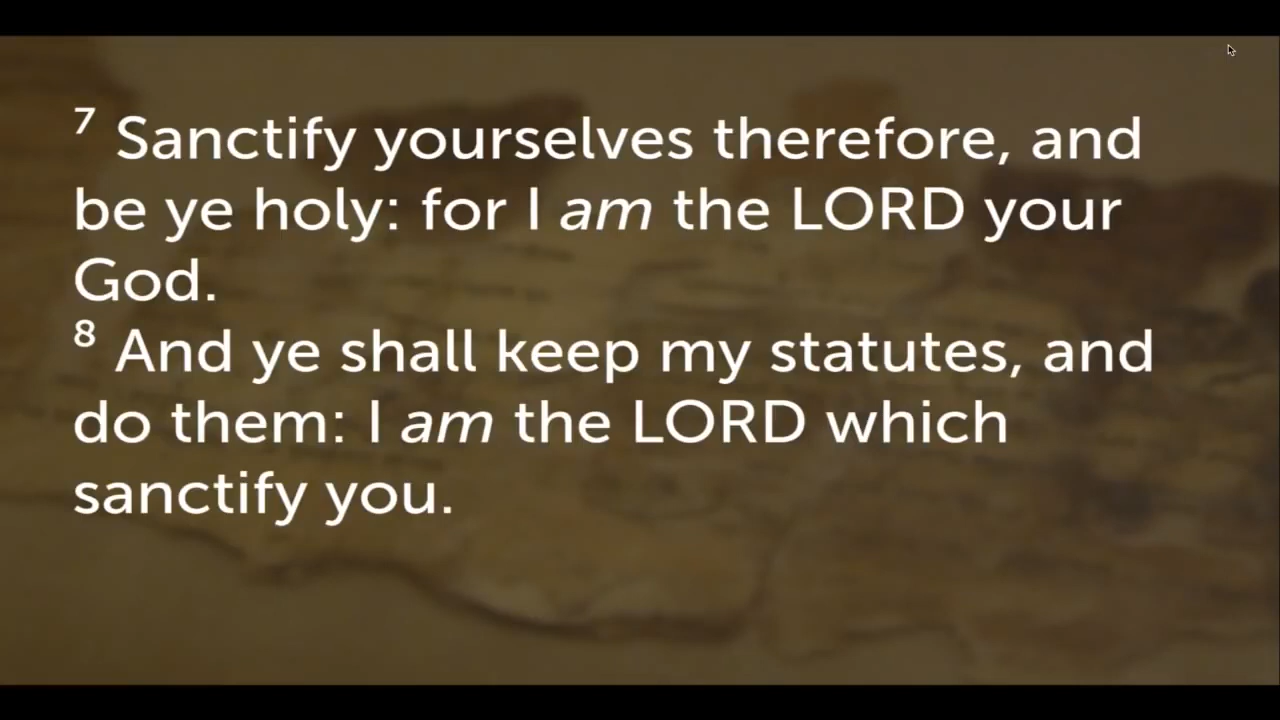 7 Sanctify yourselves therefore, and
be ye holy: for I am the LORD your
God.
8 And ye shall keep my statutes, and
do them: I am the LORD which
sanctify you.